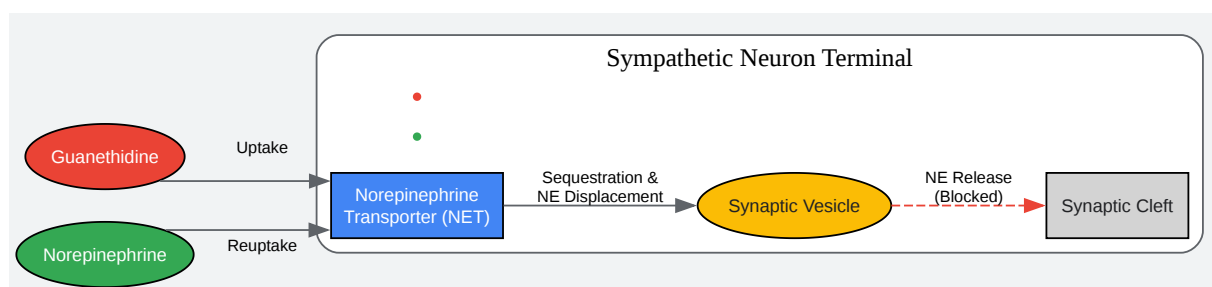 Sympathetic Neuron Terminal
Guanethidine
Uptake
Norepinephrine
Transporter (NET)
Sequestration &
NE Displacement
Synaptic Vesicle
NE Release
(Blocked)
Synaptic Cleft
Norepinephrine
Reuptake